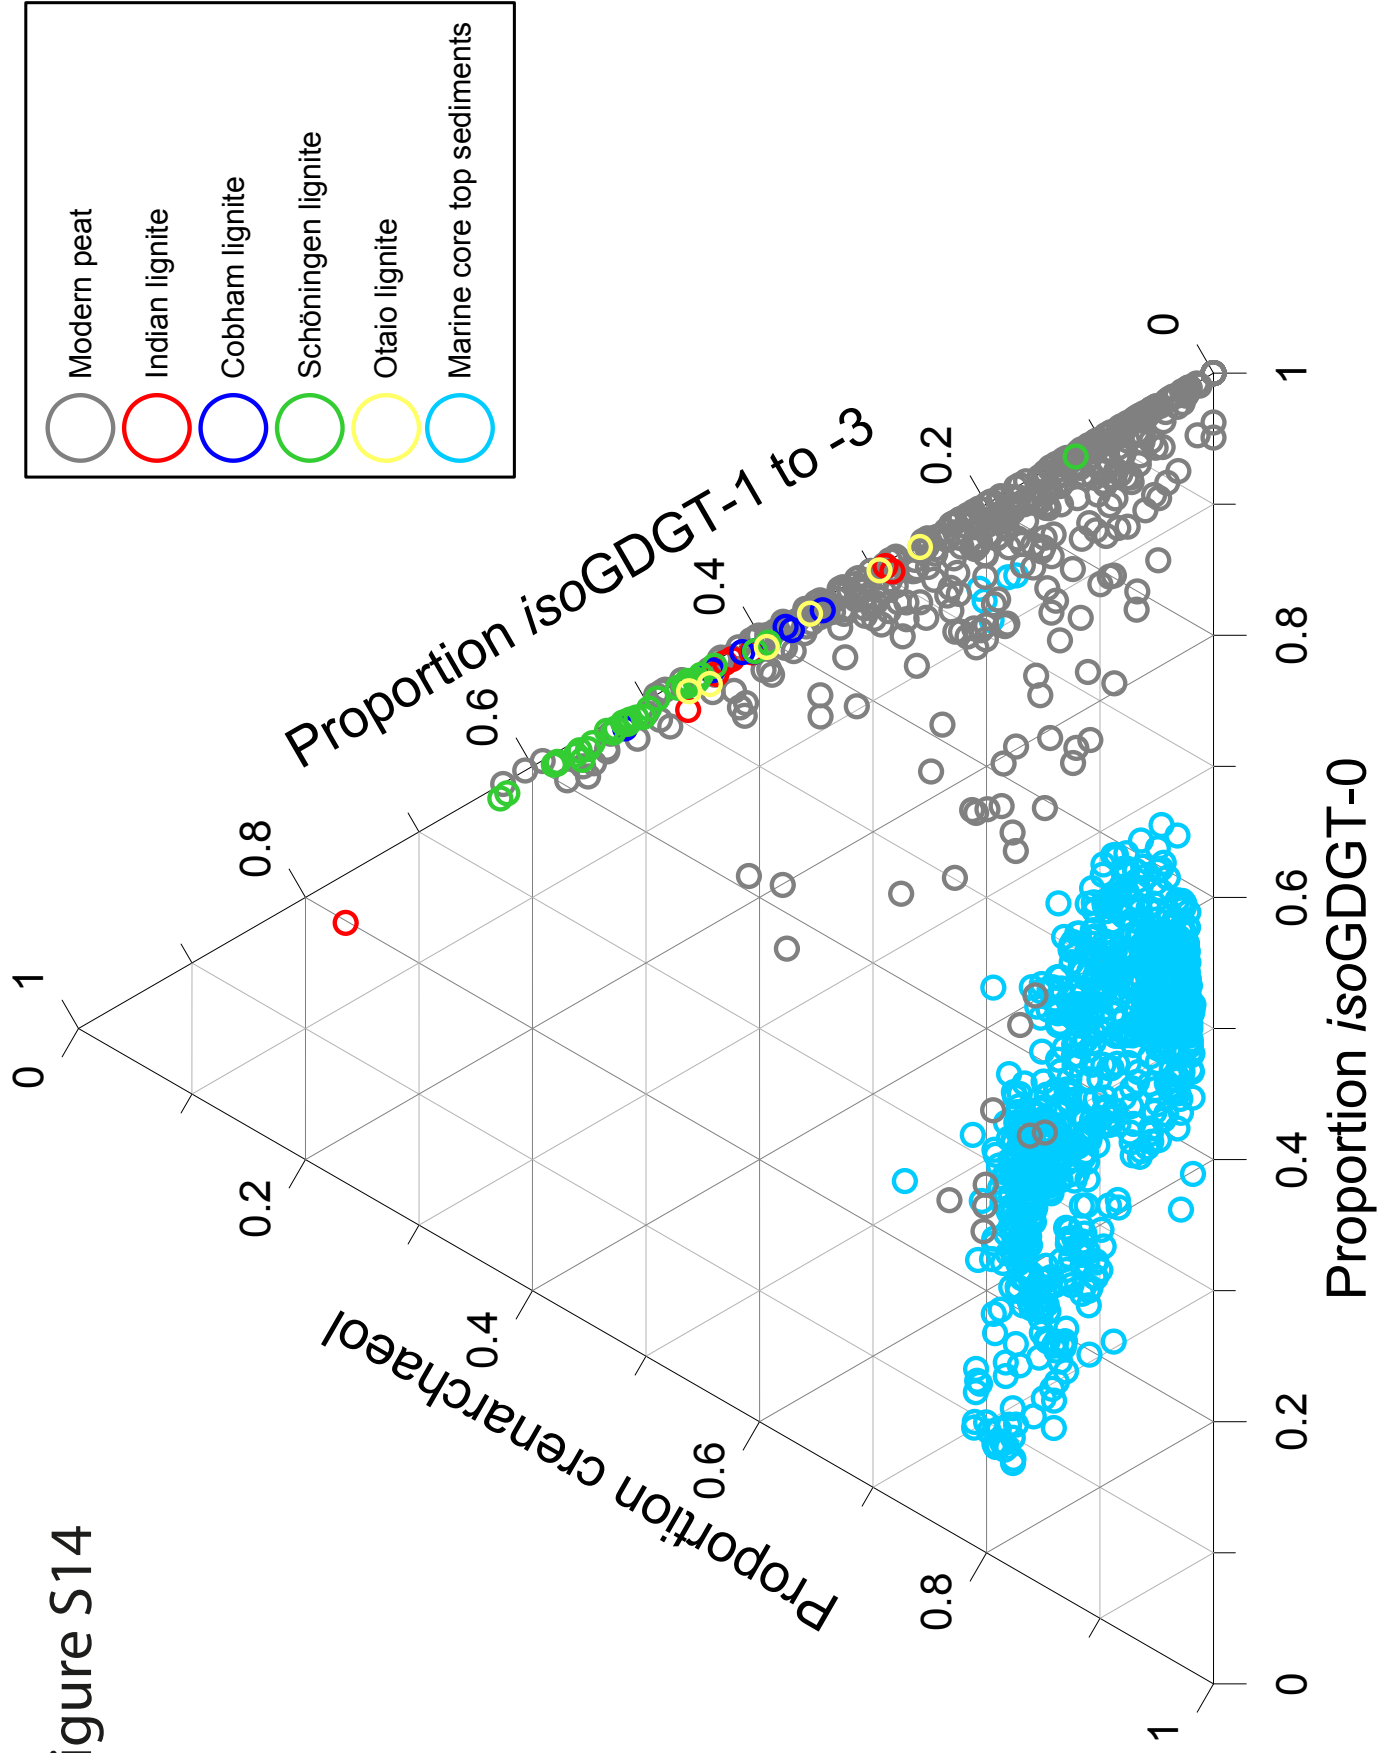 igure S14
Modern peat
Indian lignite
Cobham lignite
Schöningen lignite
Otaio lignite
Marine core top sediments
Proportion crenarchaeol
0
0.2
0.4
0.6
0.8
1
Proportion isoGDGT-1 to -3
1
0.8
0.6
0.4
0.2
0
0
0.2
0.4
0.6
0.8
1
Proportion isoGDGT-0